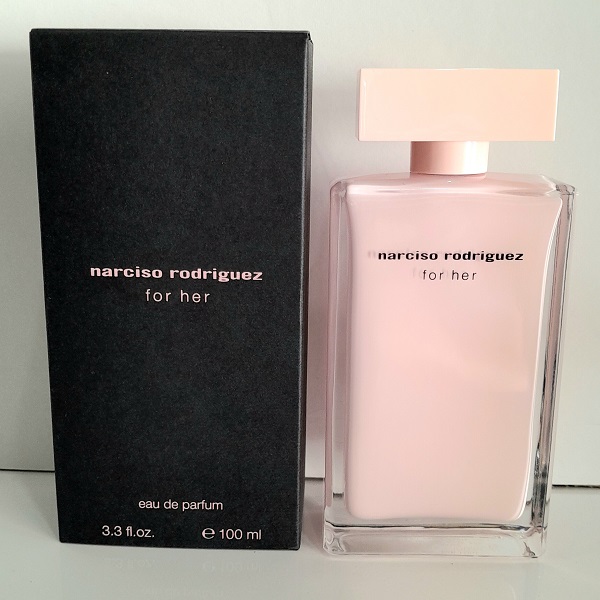 narciso rodriguez
for her
eau de parfum
3.3 fl.oz. ℮ 100 ml
narciso rodriguez
for her